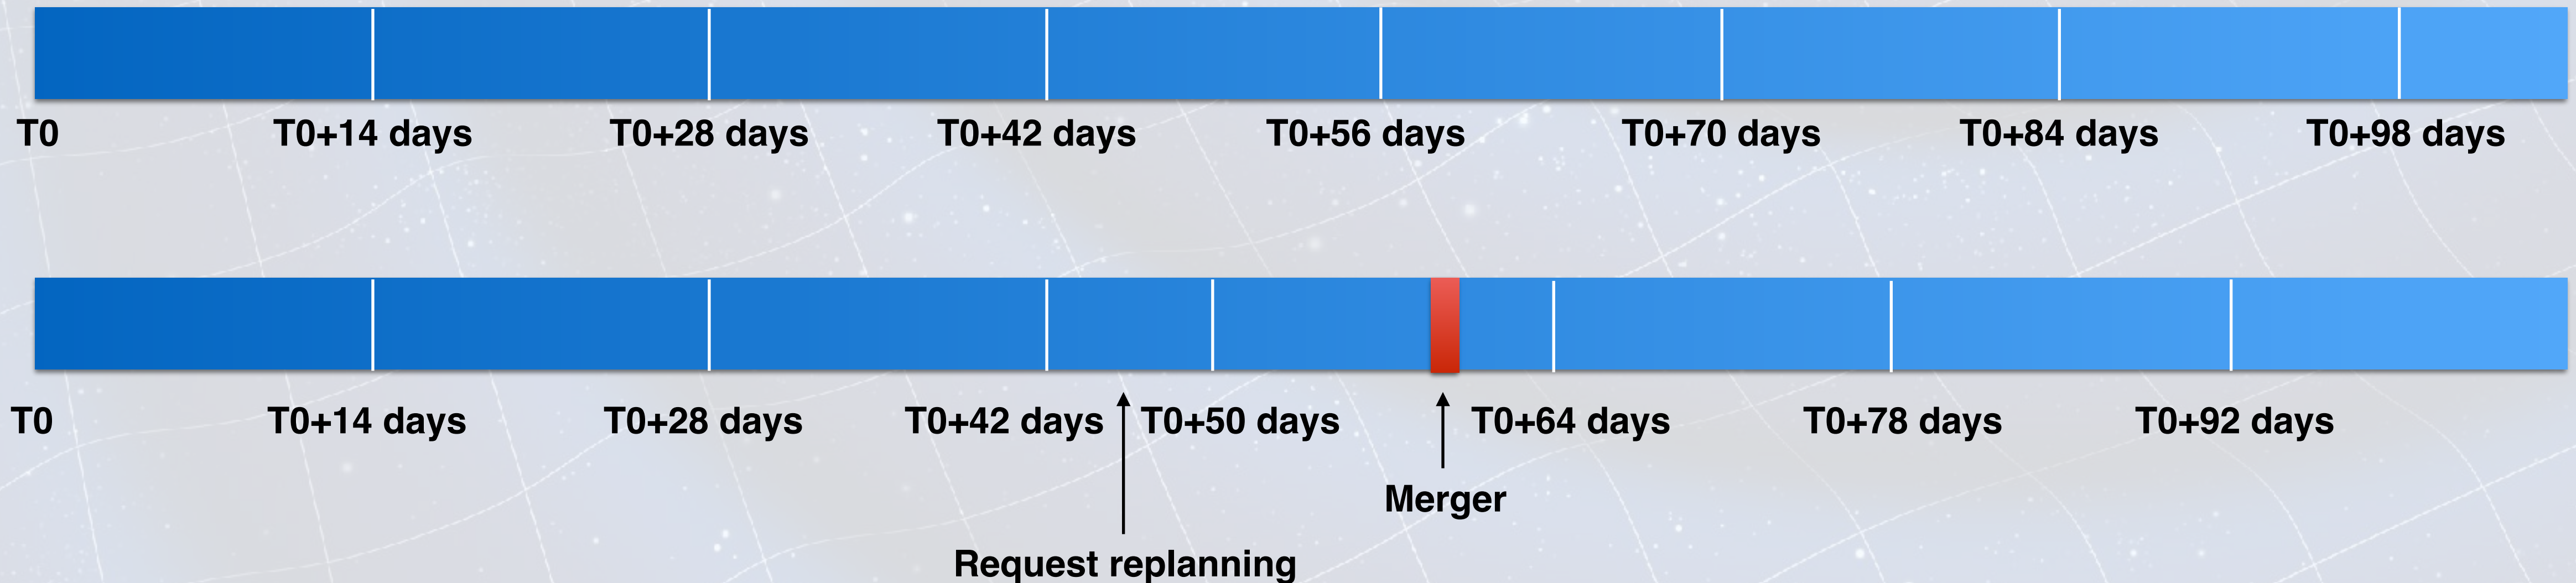 T0 T0+14 days T0+28 days T0+42 days T0+56 days T0+70 days T0+84 days T0+98 days
T0 T0+14 days T0+28 days T0+42 days T0+50 days T0+64 days T0+78 days T0+92 days
Merger
Request replanning